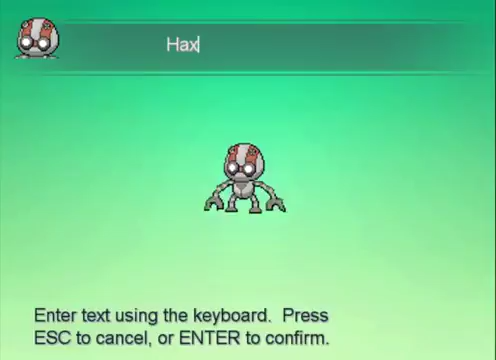 Hax
Enter text using the keyboard. Press
ESC to cancel, or ENTER to confirm.